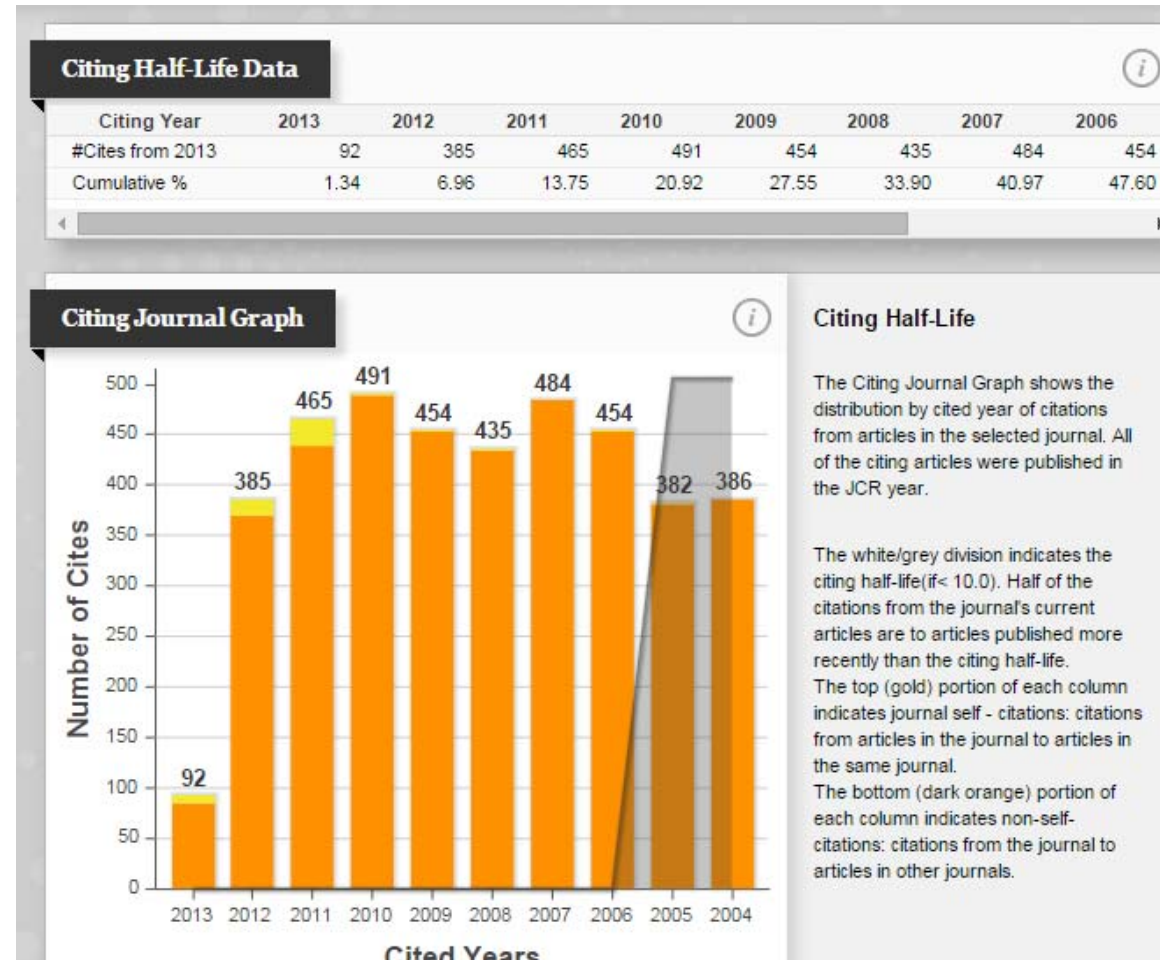 Citing Half-Life Data
i
Citing Year 2013 2012 2011 2010 2009 2008 2007 2006
#Cites from 2013 92 385 465 491 454 435 484 454
Cumulative % 1.34 6.96 13.75 20.92 27.55 33.90 40.97 47.60
Citing Journal Graph
i
Number of Cites
500
450
400
350
300
250
200
150
100
50
0
92 385 465 491 454 435 484 454 382 386
2013 2012 2011 2010 2009 2008 2007 2006 2005 2004
Cited Years
Citing Half-Life
The Citing Journal Graph shows the
distribution by cited year of citations
from articles in the selected journal. All
of the citing articles were published in
the JCR year.
The white/grey division indicates the
citing half-life(if< 10.0). Half of the
citations from the journal's current
articles are to articles published more
recently than the citing half-life.
The top (gold) portion of each column
indicates journal self - citations: citations
from articles in the journal to articles in
the same journal.
The bottom (dark orange) portion of
each column indicates non-self-
citations: citations from the journal to
articles in other journals.